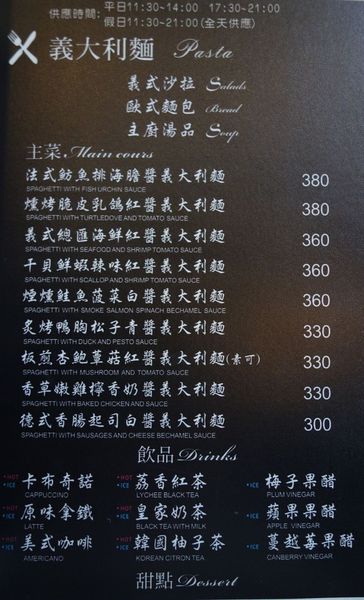 供應時間: 平日11:30~14:00 17:30~21:00
假日11:30~21:00(全天供應)
義大利麵 Pasta
義式沙拉 Salads
歐式麵包 Bread
主廚湯品 Soup
主菜 Main cours
法式魴魚排海膽醬義大利麵 380
SPAGHETTI WITH FISH URCHIN SAUCE
爐烤脆皮乳鴿紅醬義大利麵 380
SPAGHETTI WITH TURTLEDOVE AND TOMATO SAUCE
義式總匯海鮮紅醬義大利麵 360
SPAGHETTI WITH SEAFOOD AND SHRIMP TOMATO SAUCE
干貝鮮蝦辣味紅醬義大利麵 360
SPAGHETTI WITH SCALLOP AND SHRIMP TOMATO SAUCE
煙燻鮭魚菠菜白醬義大利麵 360
SPAGHETTI WITH SMOKE SALMON SPINACH BECHAMEL SAUCE
炙烤鴨胸松子青醬義大利麵 330
SPAGHETTI WITH DUCK AND PESTO SAUCE
板煎杏鮑蕈菇紅醬義大利麵(素可) 330
SPAGHETTI WITH MUSHROOM AND TOMATO SAUCE
香草嫩雞檸香奶醬義大利麵 330
SPAGHETTI WITH BAKED CHICKEN AND SAUCE
德式香腸起司白醬義大利麵 300
SPAGHETTI WITH SAUSAGES AND CHEESE BECHAMEL SAUCE
飲品 Drinks
HOT ICE 卡布奇諾 HOT ICE 荔香紅茶 ICE 梅子果醋
CAPPUCCINO LYCHEE BLACK TEA PLUM VINEGAR
HOT ICE 原味拿鐵 HOT ICE 皇家奶茶 ICE 蘋果果醋
LATTE BLACK TEA WITH MILK APPLE VINEGAR
HOT ICE 美式咖啡 HOT ICE 韓國柚子茶 ICE 蔓越莓果醋
AMERICANO KOREAN CITRON TEA CANBERRY VINEGAR
甜點 Dessert